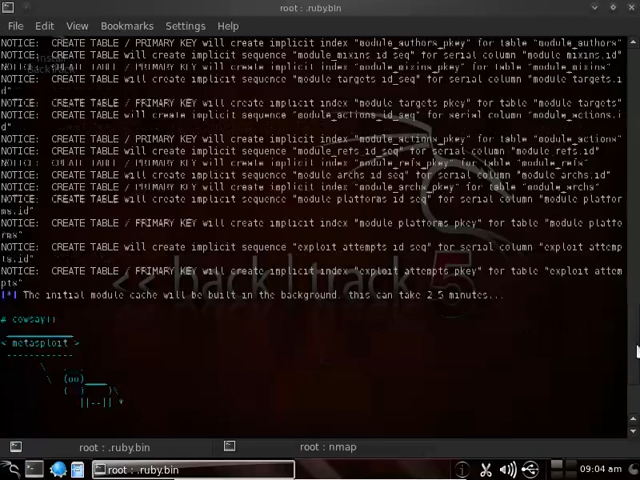 root : .ruby.bin
File Edit View Bookmarks Settings Help
NOTICE: CREATE TABLE / PRIMARY KEY will create implicit index "module_authors_pkey" for table "module_authors"
NOTICE: CREATE TABLE will create implicit sequence "module_mixins_id_seq" for serial column "module_mixins.id"
NOTICE: CREATE TABLE / PRIMARY KEY will create implicit index "module_mixins_pkey" for table "module_mixins"
NOTICE: CREATE TABLE will create implicit sequence "module_targets_id_seq" for serial column "module_targets.i
d"
NOTICE: CREATE TABLE / PRIMARY KEY will create implicit index "module_targets_pkey" for table "module_targets"
NOTICE: CREATE TABLE will create implicit sequence "module_actions_id_seq" for serial column "module_actions.i
d"
NOTICE: CREATE TABLE / PRIMARY KEY will create implicit index "module_actions_pkey" for table "module_actions"
NOTICE: CREATE TABLE will create implicit sequence "module_refs_id_seq" for serial column "module_refs.id"
NOTICE: CREATE TABLE / PRIMARY KEY will create implicit index "module_refs_pkey" for table "module_refs"
NOTICE: CREATE TABLE will create implicit sequence "module_archs_id_seq" for serial column "module_archs.id"
NOTICE: CREATE TABLE / PRIMARY KEY will create implicit index "module_archs_pkey" for table "module_archs"
NOTICE: CREATE TABLE will create implicit sequence "module_platforms_id_seq" for serial column "module_platfor
ms.id"
NOTICE: CREATE TABLE / PRIMARY KEY will create implicit index "module_platforms_pkey" for table "module_platfo
rms"
NOTICE: CREATE TABLE will create implicit sequence "exploit_attempts_id_seq" for serial column "exploit_attemp
ts.id"
NOTICE: CREATE TABLE / PRIMARY KEY will create implicit index "exploit_attempts_pkey" for table "exploit_attem
pts"
<< back | track 5
[*] The initial module cache will be built in the background, this can take 2-5 minutes...
# cowsay++
< metasploit >
------------
(oo)____
(__) )\
||--|| *
root : .ruby.bin root : nmap
root : .ruby.bin 09:04 am